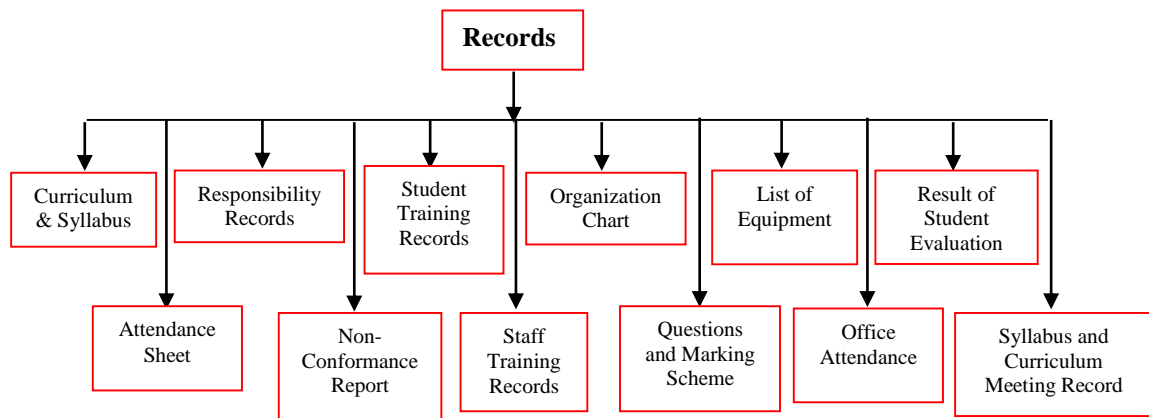 Records
Curriculum
& Syllabus
Responsibility
Records
Student
Training
Records
Organization
Chart
List of
Equipment
Result of
Student
Evaluation
Attendance
Sheet
Non-
Conformance
Report
Staff
Training
Records
Questions
and Marking
Scheme
Office
Attendance
Syllabus and
Curriculum
Meeting Record